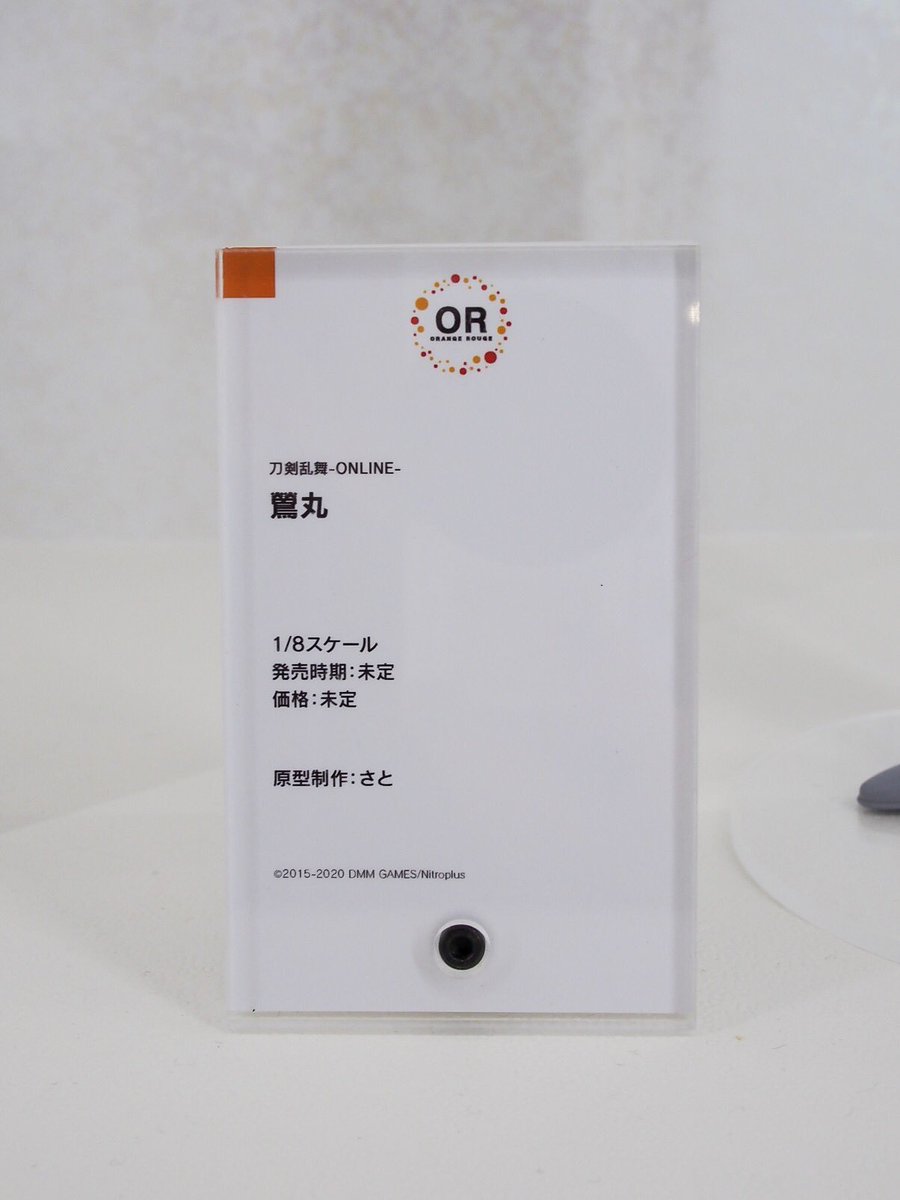 OR
ORANGE ROUGE
刀剣乱舞-ONLINE-
鶯丸
1/8スケール
発売時期：未定
価格：未定
原型制作：さと
©2015-2020 DMM GAMES/Nitroplus